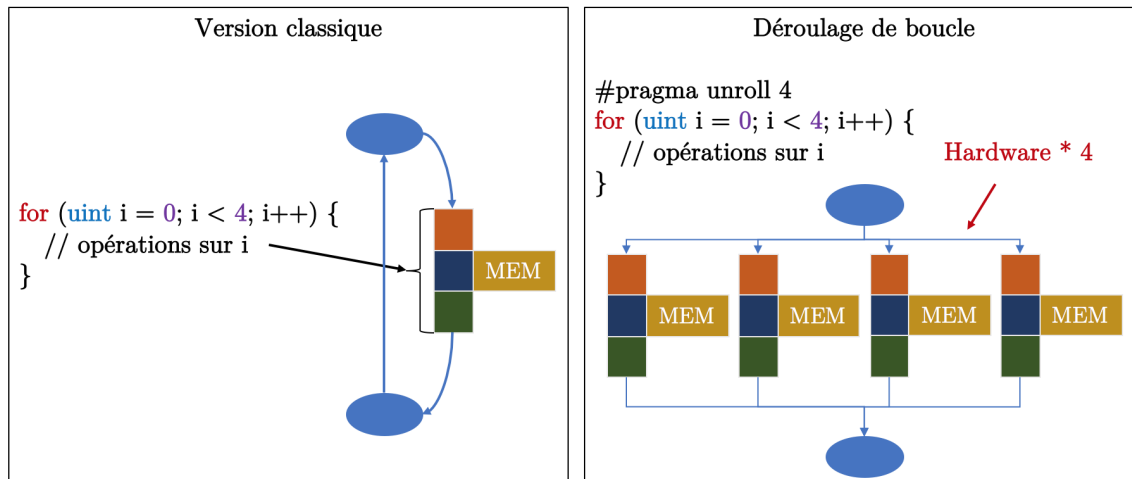 Version classique
for (uint i = 0; i < 4; i++) {
// opérations sur i
}
MEM
Déroulage de boucle
#pragma unroll 4
for (uint i = 0; i < 4; i++) {
// opérations sur i
}
Hardware * 4
MEM
MEM
MEM
MEM